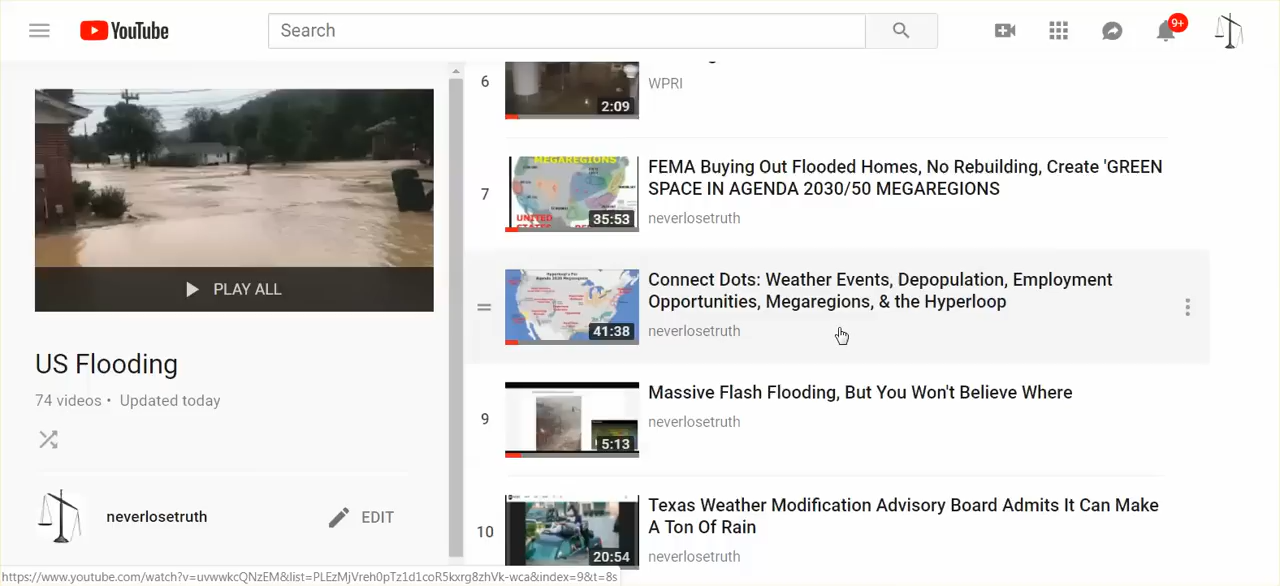 YouTube
Search
9+
PLAY ALL
US Flooding
74 videos • Updated today
neverlosetruth
EDIT
6
2:09
WPRI
7
MEGAREGIONS
UNITED
35:53
FEMA Buying Out Flooded Homes, No Rebuilding, Create 'GREEN
SPACE IN AGENDA 2030/50 MEGAREGIONS
neverlosetruth
41:38
Connect Dots: Weather Events, Depopulation, Employment
Opportunities, Megaregions, & the Hyperloop
neverlosetruth
9
5:13
Massive Flash Flooding, But You Won't Believe Where
neverlosetruth
10
20:54
Texas Weather Modification Advisory Board Admits It Can Make
A Ton Of Rain
neverlosetruth
https://www.youtube.com/watch?v=uvwwkcQNzEM&list=PLEzMjVreh0pTz1d1coR5kxrg8zhVk-wca&index=9&t=8s